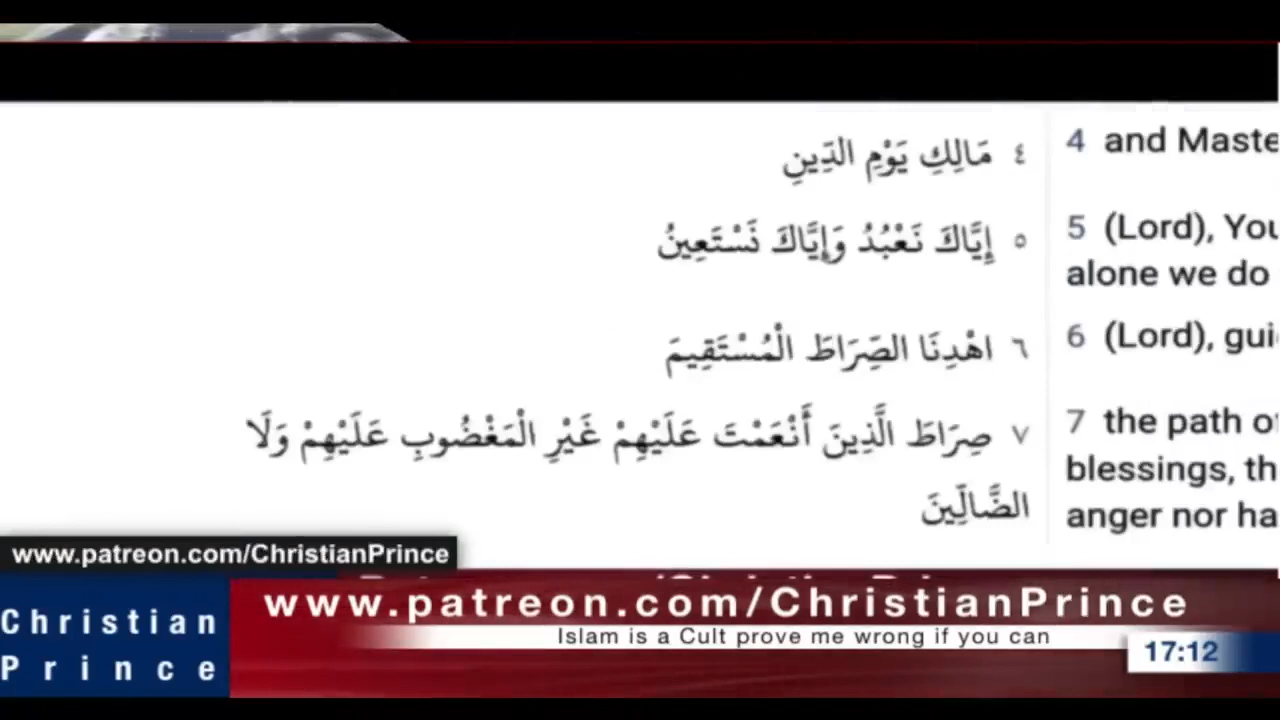 ٤ مَالِكِ يَوْمِ الدِّينِ
4 and Maste
٥ إِيَّاكَ نَعْبُدُ وَإِيَّاكَ نَسْتَعِينُ
5 (Lord), You
alone we do
٦ اهْدِنَا الصِّرَاطَ الْمُسْتَقِيمَ
6 (Lord), gui
٧ صِرَاطَ الَّذِينَ أَنْعَمْتَ عَلَيْهِمْ غَيْرِ الْمَغْضُوبِ عَلَيْهِمْ وَلَا
الضَّالِّينَ
7 the path o
blessings, th
anger nor ha
www.patreon.com/ChristianPrince
Christian
Prince
www.patreon.com/ChristianPrince
Islam is a Cult prove me wrong if you can
17:12